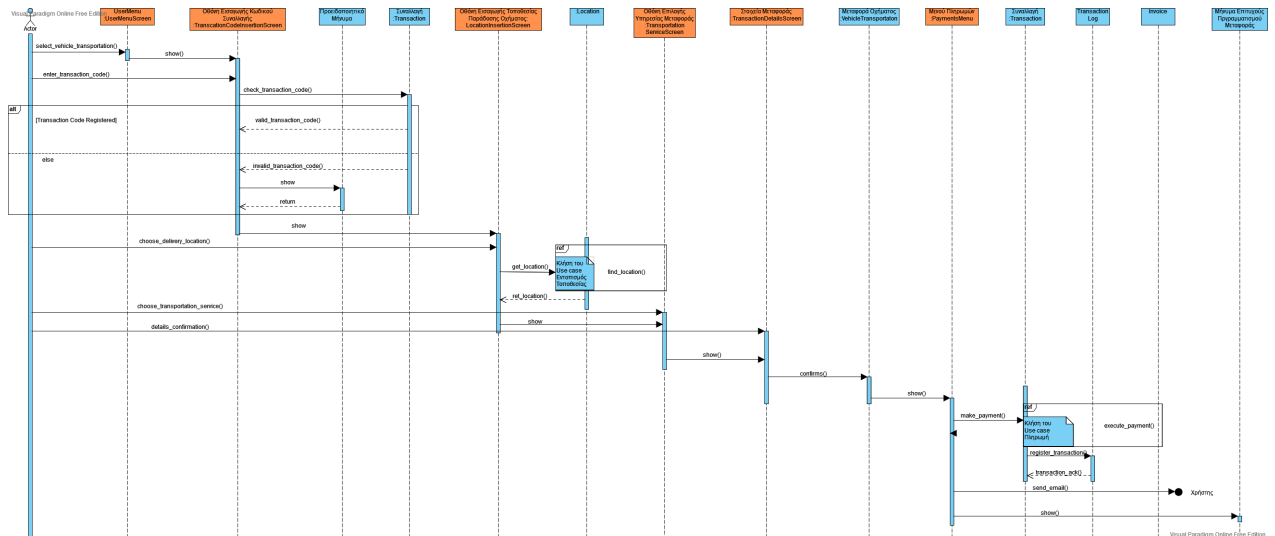 Visual Paradigm Online Free Edition
Actor
UserMenu
:UserMenuScreen
Οθόνη Εισαγωγής Κωδικού
Συναλλαγής
:TransactionCodeInsertionScreen
Προειδοποιητικό
Μήνυμα
Συναλλαγή
:Transaction
Οθόνη Εισαγωγής Τοποθεσίας
Παράδοσης Οχήματος:
LocationInsertionScreen
:Location
Οθόνη Επιλογής
Υπηρεσίας Μεταφοράς
:Transportation
ServiceScreen
Στοιχεία Μεταφοράς:
TransactionDetailsScreen
Μεταφορά Οχήματος:
VehicleTransportaton
Μενού Πληρωμών:
PaymentsMenu
Συναλλαγή
:Transaction
Transaction
Log
Invoice
Μήνυμα Επιτυχούς
Πργραμματισμού
Μεταφοράς
select_vehicle_transportation()
show()
enter_transaction_code()
check_transaction_code()
alt
[Transaction Code Registered]
valid_transaction_code()
else
invalid_transaction_code()
show
return
show
choose_delivery_location()
ref
Κλήση του
Use case
Εντοπισμός
Τοποθεσίας
get_location()
find_location()
ret_location()
choose_transportation_service()
show
details_confirmation()
show()
confirms()
show()
ref
make_payment()
Κλήση του
Use case
Πληρωμή
execute_payment()
register_transaction()
transaction_ack()
send_email()
Χρήστης
show()
Visual Paradigm Online Free Edition